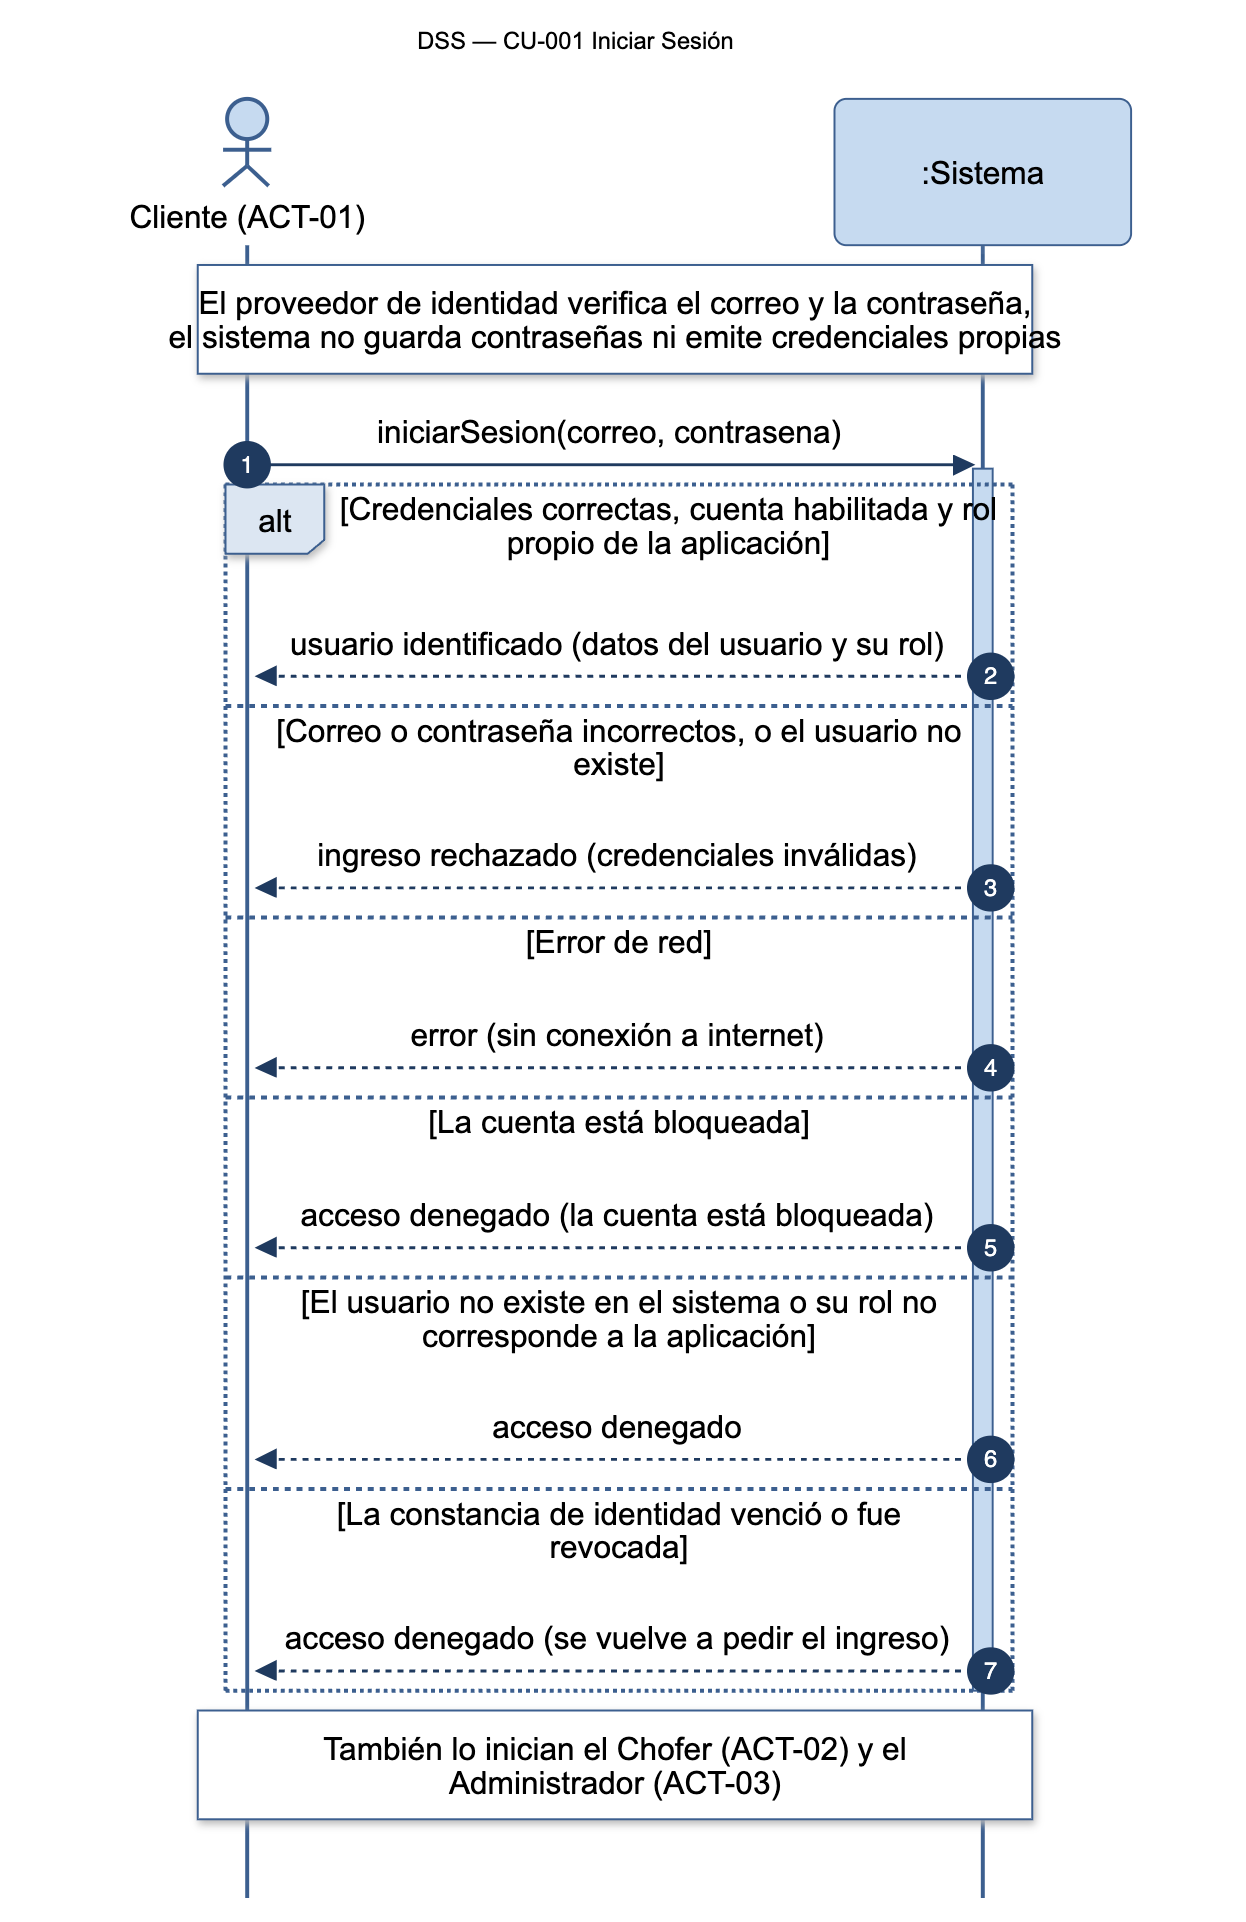 DSS — CU-001 Iniciar Sesión
Cliente (ACT-01)
:Sistema
El proveedor de identidad verifica el correo y la contraseña,
el sistema no guarda contraseñas ni emite credenciales propias
iniciarSesion(correo, contrasena)
1
alt
[Credenciales correctas, cuenta habilitada y rol
propio de la aplicación]
usuario identificado (datos del usuario y su rol)
2
[Correo o contraseña incorrectos, o el usuario no
existe]
ingreso rechazado (credenciales inválidas)
3
[Error de red]
error (sin conexión a internet)
4
[La cuenta está bloqueada]
acceso denegado (la cuenta está bloqueada)
5
[El usuario no existe en el sistema o su rol no
corresponde a la aplicación]
acceso denegado
6
[La constancia de identidad venció o fue
revocada]
acceso denegado (se vuelve a pedir el ingreso)
7
También lo inician el Chofer (ACT-02) y el
Administrador (ACT-03)